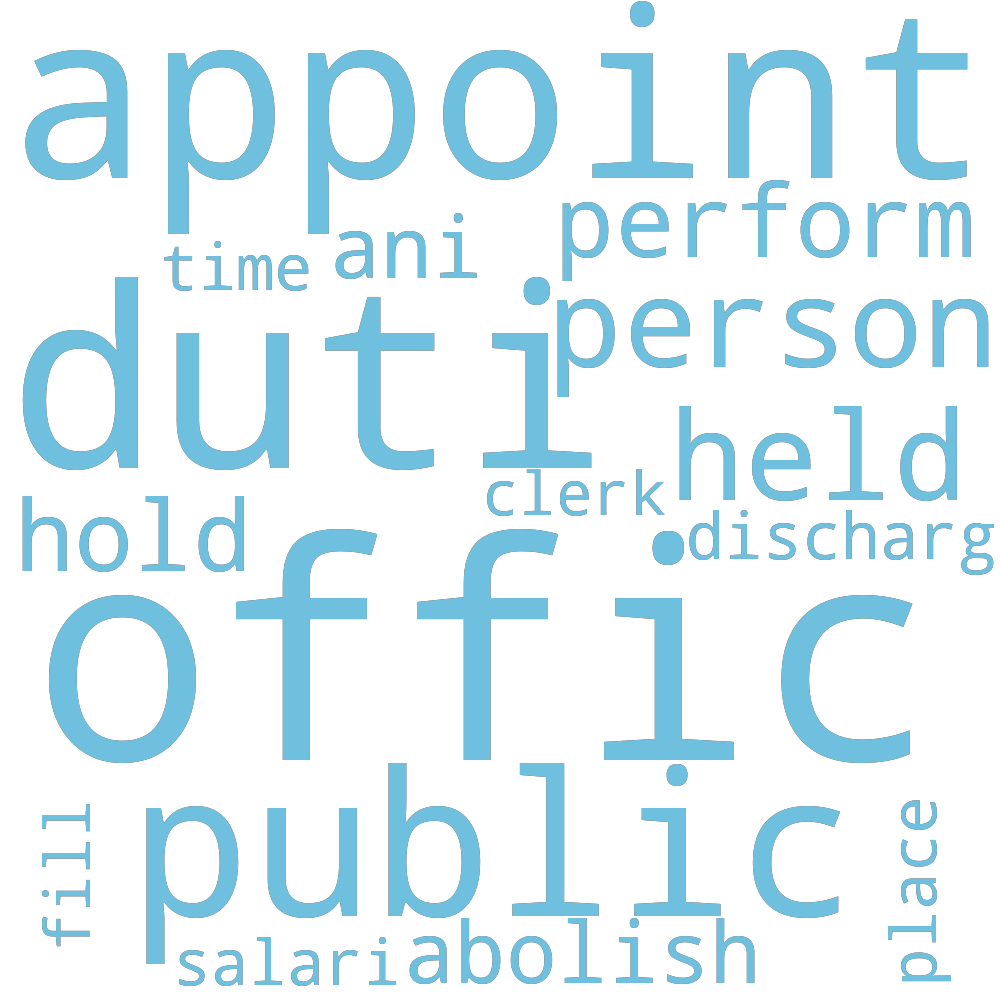 appoint
perform
time ani
duti person
held
clerk
hold discharg
offic
public
fill place
salari abolish